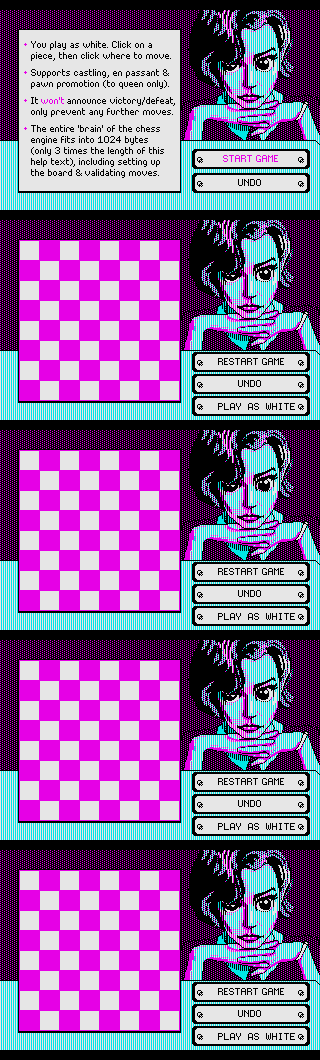 • You play as white. Click on a
piece, then click where to move.
• Supports castling, en passant &
pawn promotion (to queen only).
• It won't announce victory/defeat,
only prevent any further moves.
• The entire 'brain' of the chess
engine fits into 1024 bytes
(only 3 times the length of this
help text), including setting up
the board & validating moves.
START GAME
UNDO
RESTART GAME
UNDO
PLAY AS WHITE
RESTART GAME
UNDO
PLAY AS WHITE
RESTART GAME
UNDO
PLAY AS WHITE
RESTART GAME
UNDO
PLAY AS WHITE